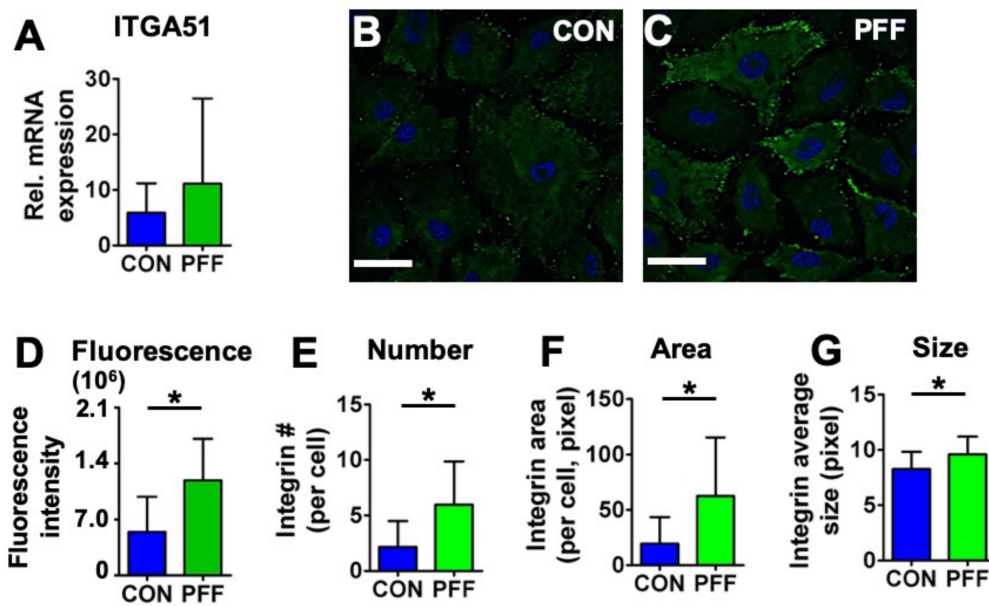 A ITGA51
Rel. mRNA
expression
30
20
10
0
CON PFF
B CON
C PFF
D Fluorescence
(10⁶)
Fluorescence
intensity
2.1
1.4
7.0
0
*
CON PFF
E Number
Integrin #
(per cell)
15
10
5
0
*
CON PFF
F Area
Integrin area
(per cell, pixel)
150
100
50
0
*
CON PFF
G Size
Integrin average
size (pixel)
15
10
5
0
*
CON PFF